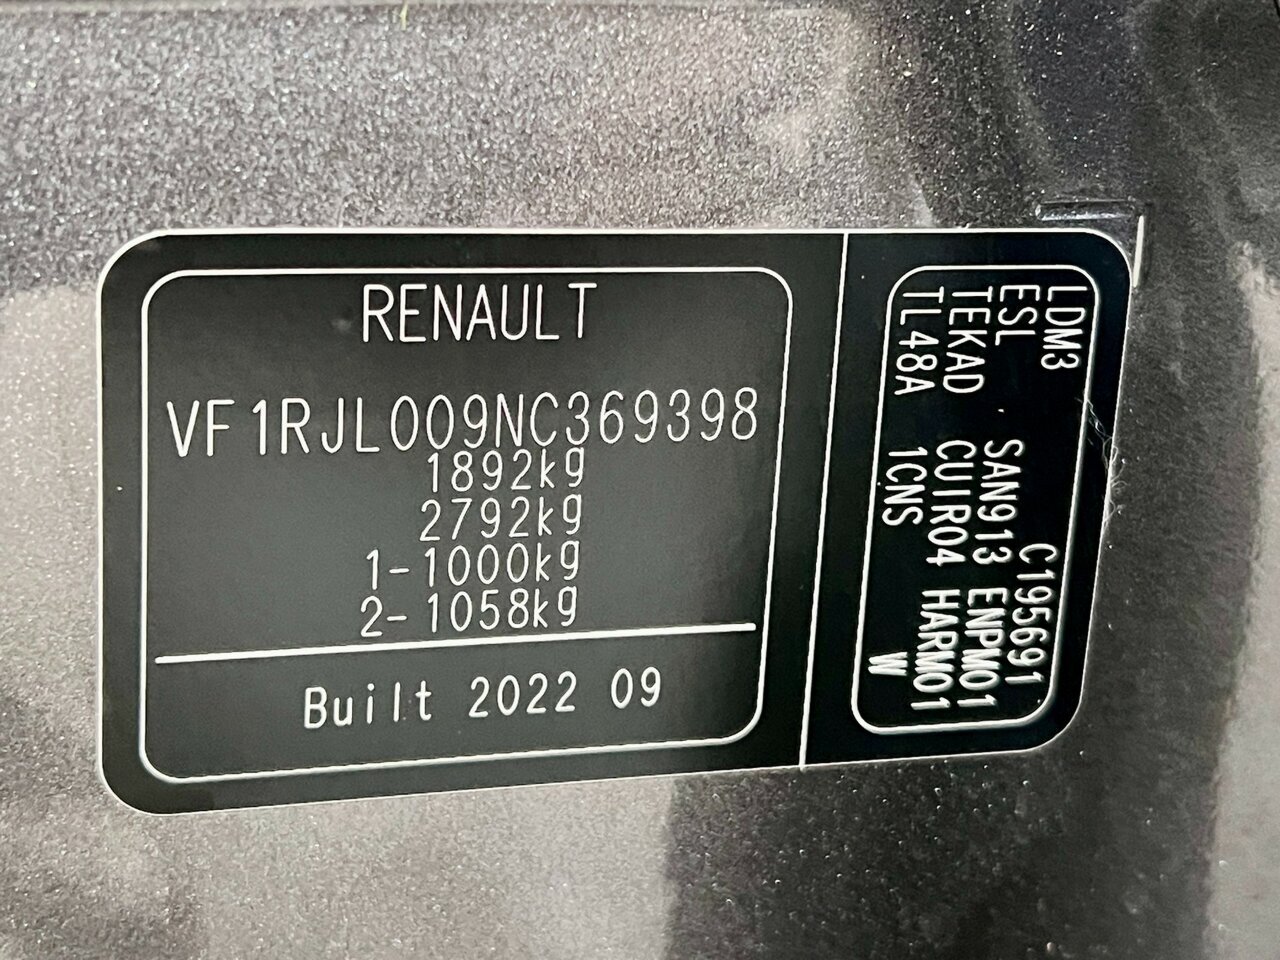 RENAULT
VF1RJL009NC369398
1892kg
2792kg
1-1000kg
2-1058kg
Built 2022 09
LDM3 C195691
ESL SAN913 ENPM01
TEKAD CUIR04 HARM01
TL48A 1CNS W